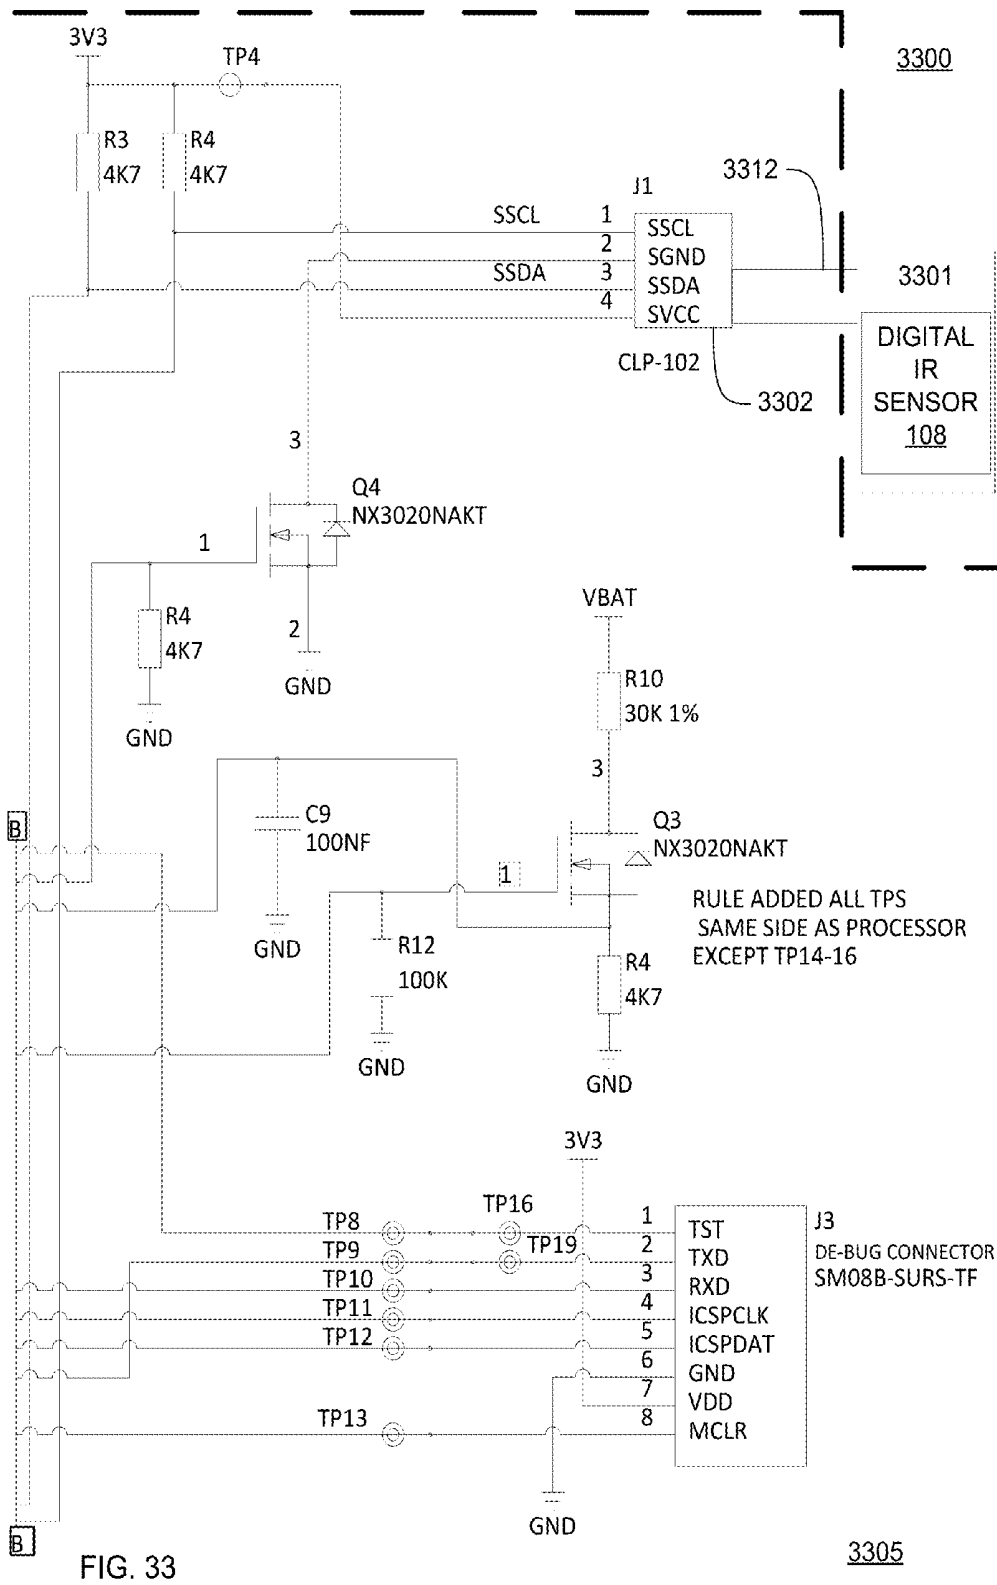 3V3
TP4
3300
R3
4K7
R4
4K7
3312
J1
SSCL
1
SSCL
2
SGND
SSDA
3
SSDA
4
SVCC
3301
CLP-102
3302
DIGITAL
IR
SENSOR
108
3
Q4
NX3020NAKT
1
R4
4K7
2
GND
GND
VBAT
R10
30K 1%
3
C9
100NF
GND
B
Q3
NX3020NAKT
1
RULE ADDED ALL TPS
SAME SIDE AS PROCESSOR
EXCEPT TP14-16
R12
100K
GND
R4
4K7
GND
3V3
TP8
TP16
1
TST
TP9
TP19
2
TXD
TP10
3
RXD
TP11
4
ICSPCLK
TP12
5
ICSPDAT
6
GND
7
VDD
TP13
8
MCLR
J3
DE-BUG CONNECTOR
SM08B-SURS-TF
GND
B
FIG. 33
3305